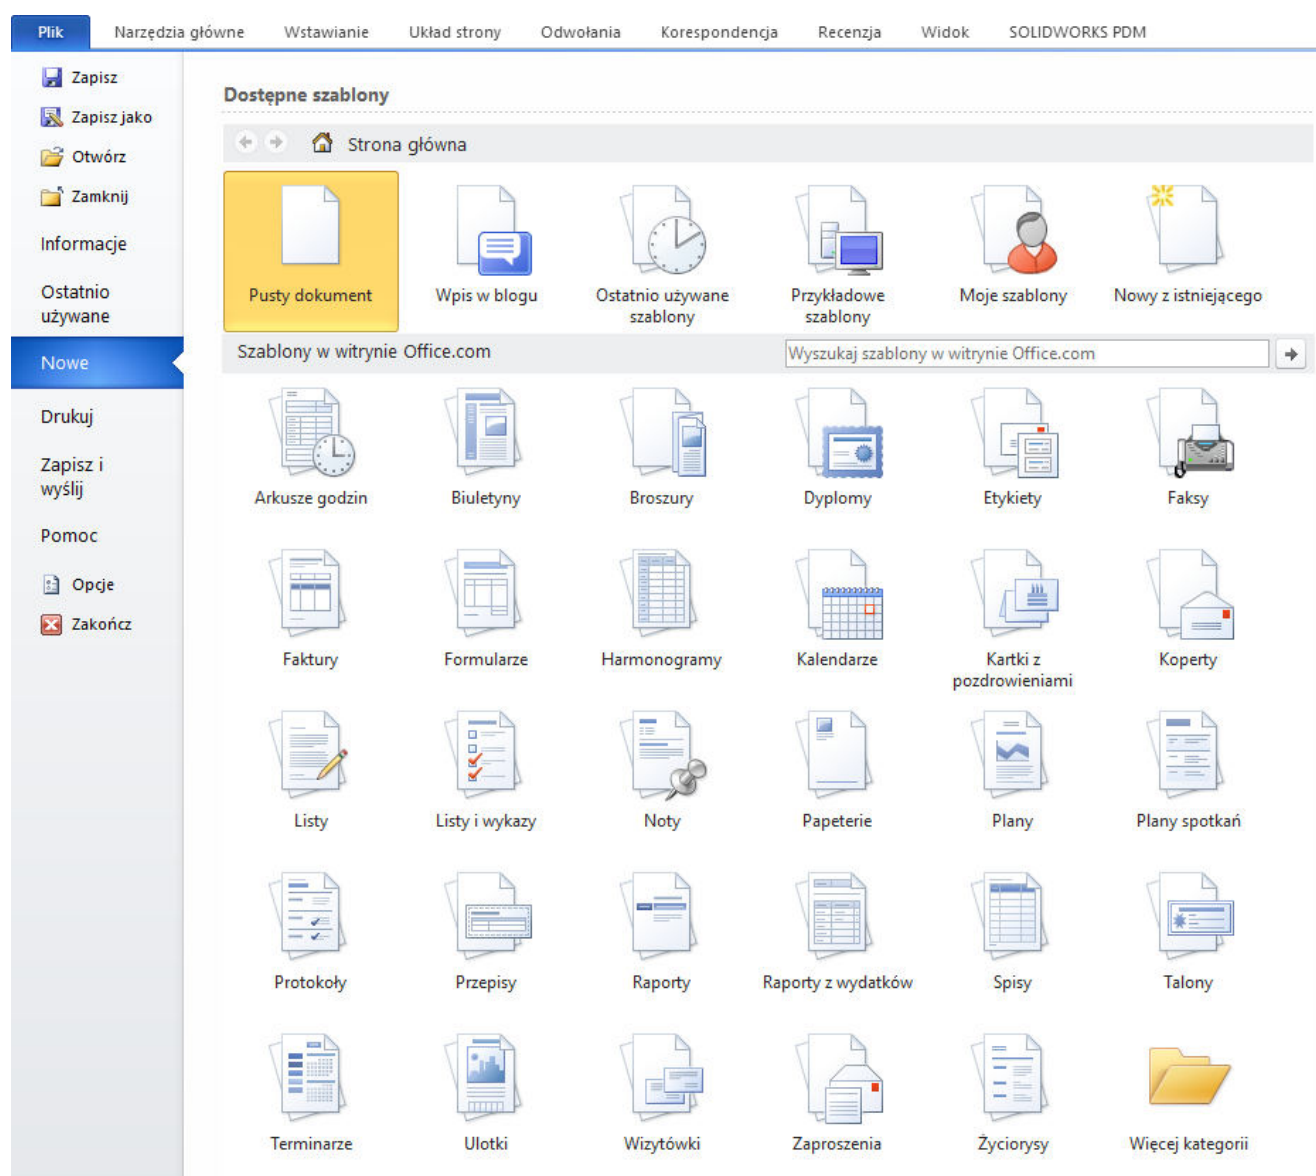 Plik Narzędzia główne Wstawianie Układ strony Odwołania Korespondencja Recenzja Widok SOLIDWORKS PDM
Zapisz
Zapisz jako
Otwórz
Zamknij
Informacje
Ostatnio
używane
Nowe
Drukuj
Zapisz i
wyślij
Pomoc
Opcje
Zakończ
Dostępne szablony
Strona główna
Pusty dokument
Wpis w blogu
Ostatnio używane
szablony
Przykładowe
szablony
Moje szablony
Nowy z istniejącego
Szablony w witrynie Office.com
Wyszukaj szablony w witrynie Office.com
Arkusze godzin
Biuletyny
Broszury
Dyplomy
Etykiety
Faksy
Faktury
Formularze
Harmonogramy
Kalendarze
Kartki z
pozdrowieniami
Koperty
Listy
Listy i wykazy
Noty
Papeterie
Plany
Plany spotkań
Protokoły
Przepisy
Raporty
Raporty z wydatków
Spisy
Talony
Terminarze
Ulotki
Wizytówki
Zaproszenia
Życiorysy
Więcej kategorii